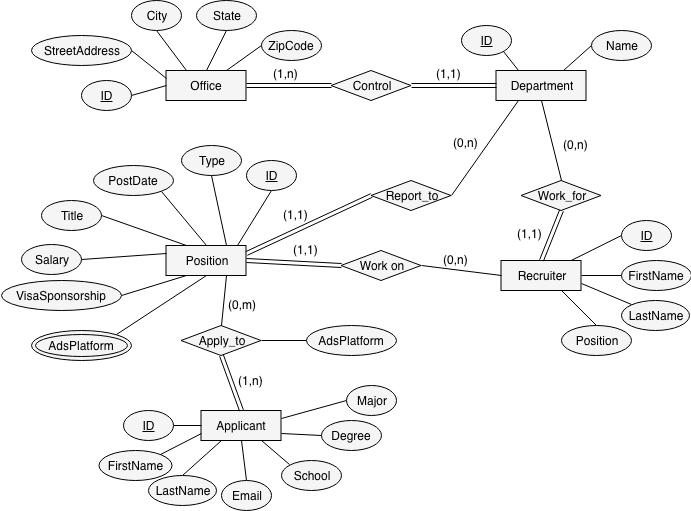 City
State
StreetAddress
ZipCode
ID
Office
(1,n)
Control
(1,1)
ID
Name
Department
(0,n)
(0,n)
Type
PostDate
ID
Title
Report_to
Work_for
(1,1)
(1,1)
(1,1)
Salary
Position
Work on
(0,n)
Recruiter
ID
FirstName
LastName
Position
VisaSponsorship
AdsPlatform
(0,m)
Apply_to
AdsPlatform
(1,n)
Major
ID
Applicant
Degree
FirstName
LastName
Email
School